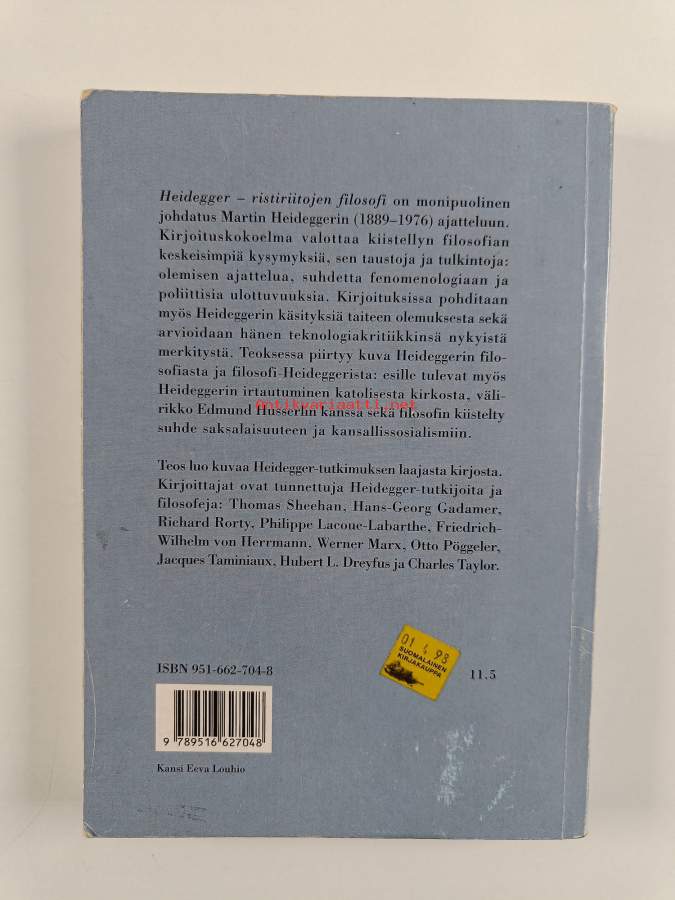 Heidegger – ristiriitojen filosofi on monipuolinen
johdatus Martin Heideggerin (1889–1976) ajatteluun.
Kirjoituskokoelma valottaa kiistellyn filosofian
keskeisimpiä kysymyksiä, sen taustoja ja tulkintoja:
olemisen ajattelua, suhdetta fenomenologiaan ja
poliittisia ulottuvuuksia. Kirjoituksissa pohditaan
myös Heideggerin käsityksiä taiteen olemuksesta sekä
arvioidaan hänen teknologiakritiikkinsä nykyistä
merkitystä. Teoksessa piirtyy kuva Heideggerin filo-
sofiasta ja filosofi-Heideggerista: esille tulevat myös
Heideggerin irtautuminen katolisesta kirkosta, väli-
rikko Edmund Husserlin kanssa sekä filosofin kiistelty
suhde saksalaisuuteen ja kansallissosialismiin.
Antikvariaatti.net
Teos luo kuvaa Heidegger-tutkimuksen laajasta kirjosta.
Kirjoittajat ovat tunnettuja Heidegger-tutkijoita ja
filosofeja: Thomas Sheehan, Hans-Georg Gadamer,
Richard Rorty, Philippe Lacoue-Labarthe, Friedrich-
Wilhelm von Herrmann, Werner Marx, Otto Pöggeler,
Jacques Taminiaux, Hubert L. Dreyfus ja Charles Taylor.
01 4 98
SUOMALAINEN
KIRJAKAUPPA
ISBN 951-662-704-8
11.5
9 789516 627048
Kansi Eeva Louhio